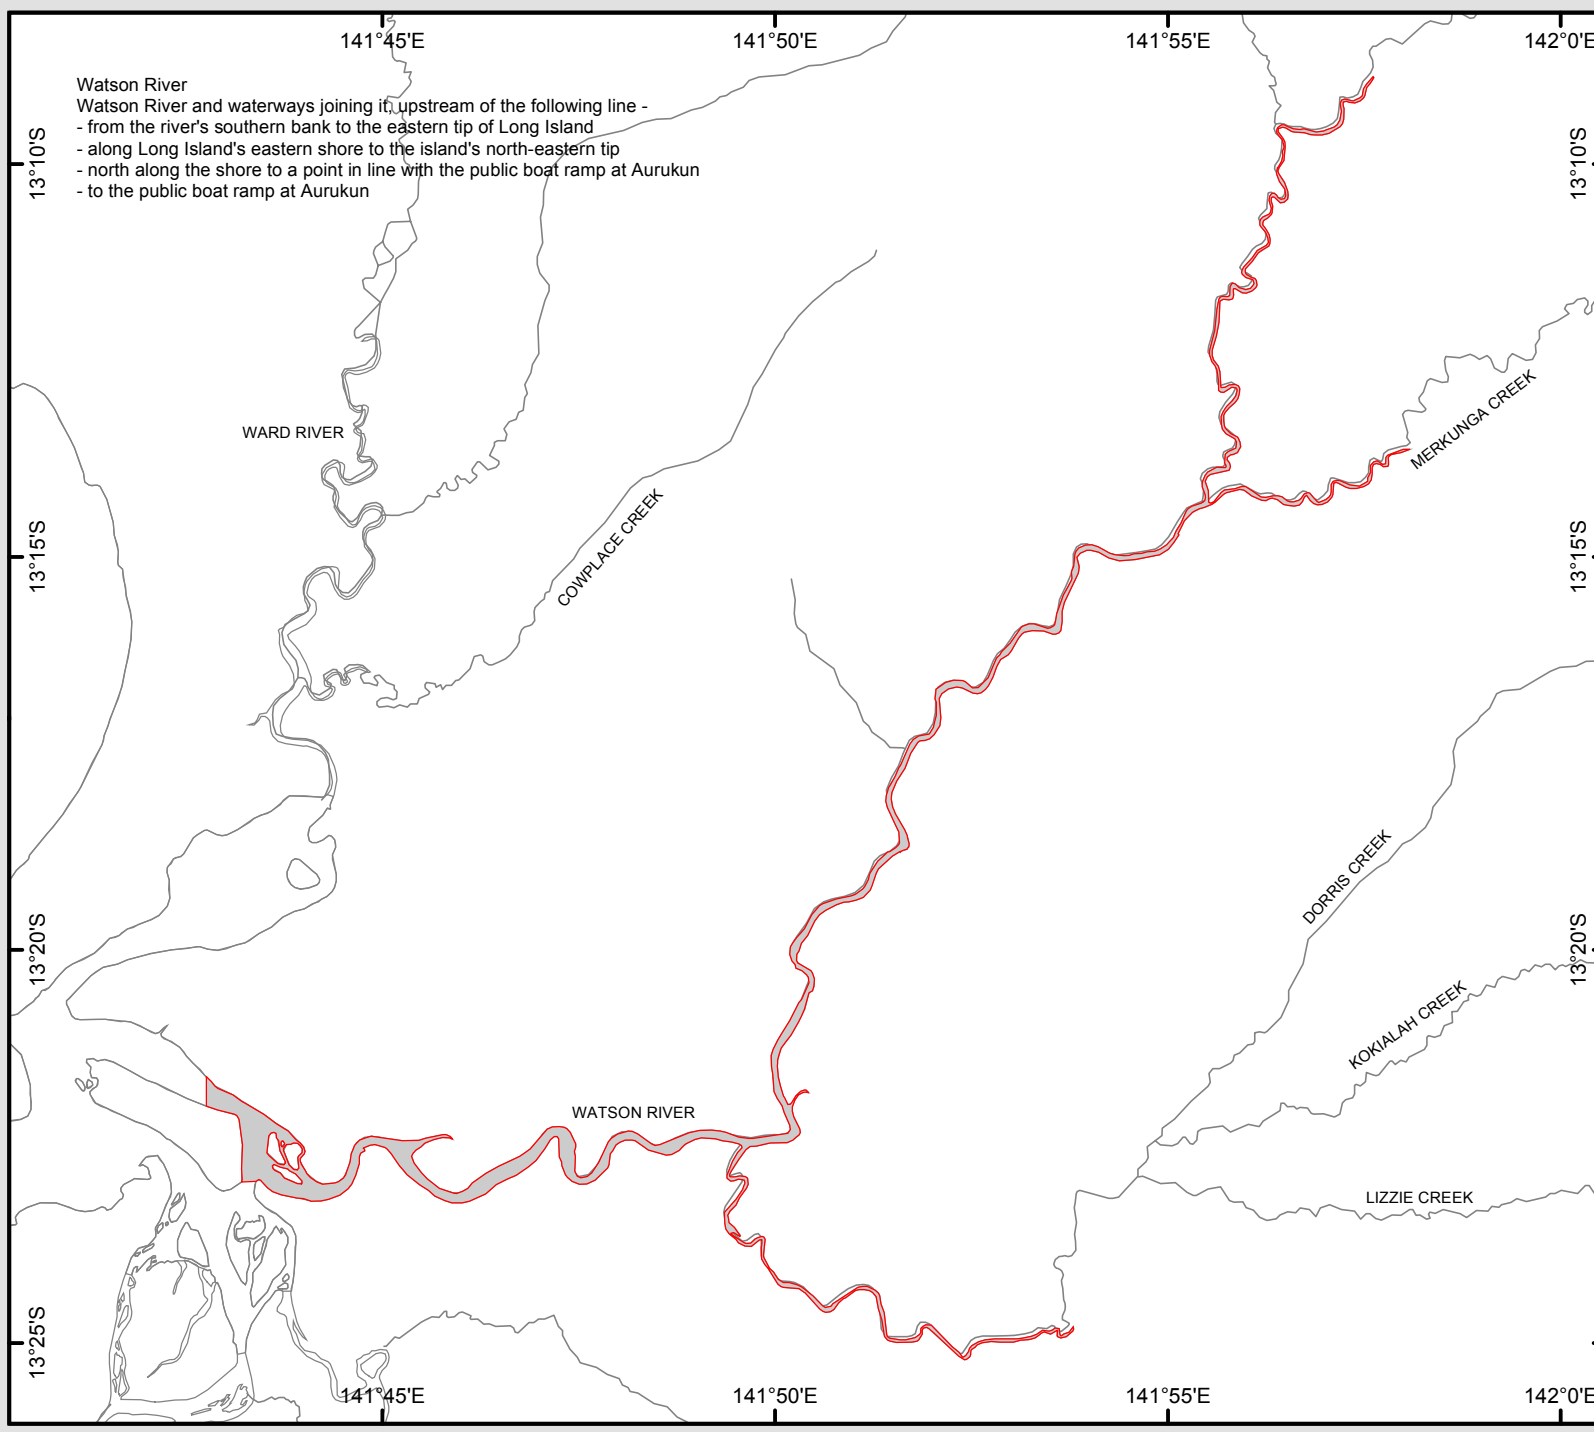 141°45'E
141°50'E
141°55'E
142°0'E
Watson River
Watson River and waterways joining it, upstream of the following line -
- from the river's southern bank to the eastern tip of Long Island
- along Long Island's eastern shore to the island's north-eastern tip
- north along the shore to a point in line with the public boat ramp at Aurukun
- to the public boat ramp at Aurukun
13°10'S
13°10'S
MERKUNGA CREEK
WARD RIVER
COWPLACE CREEK
13°15'S
13°15'S
DORRIS CREEK
13°20'S
13°20'S
KOKIALAH CREEK
WATSON RIVER
LIZZIE CREEK
13°25'S
141°45'E
141°50'E
141°55'E
142°0'E